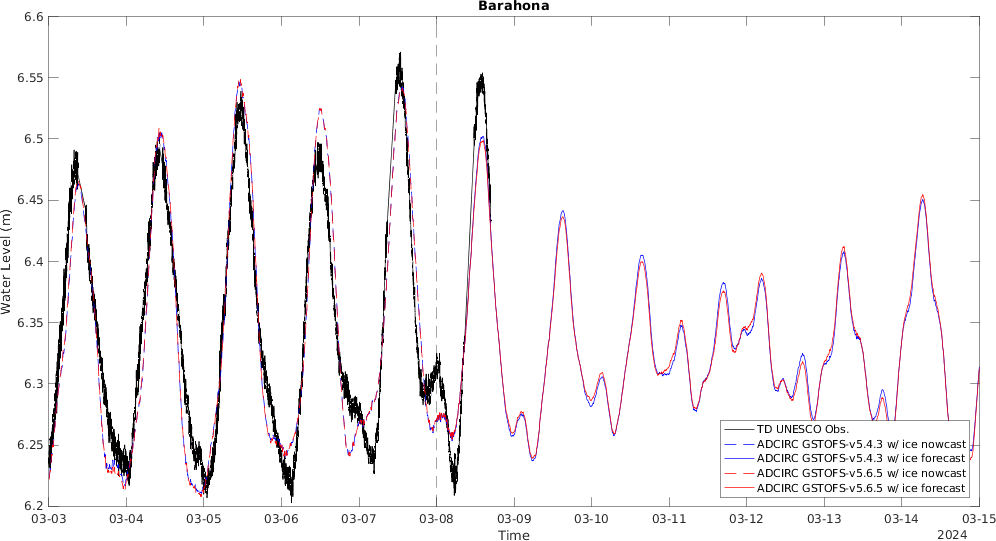 Barahona
6.6
6.55
6.5
6.45
6.4
6.35
6.3
6.25
6.2
Water Level (m)
TD UNESCO Obs.
ADCIRC GSTOFS-v5.4.3 w/ ice nowcast
ADCIRC GSTOFS-v5.4.3 w/ ice forecast
ADCIRC GSTOFS-v5.6.5 w/ ice nowcast
ADCIRC GSTOFS-v5.6.5 w/ ice forecast
03-03 03-04 03-05 03-06 03-07 03-08 03-09 03-10 03-11 03-12 03-13 03-14 03-15
Time
2024